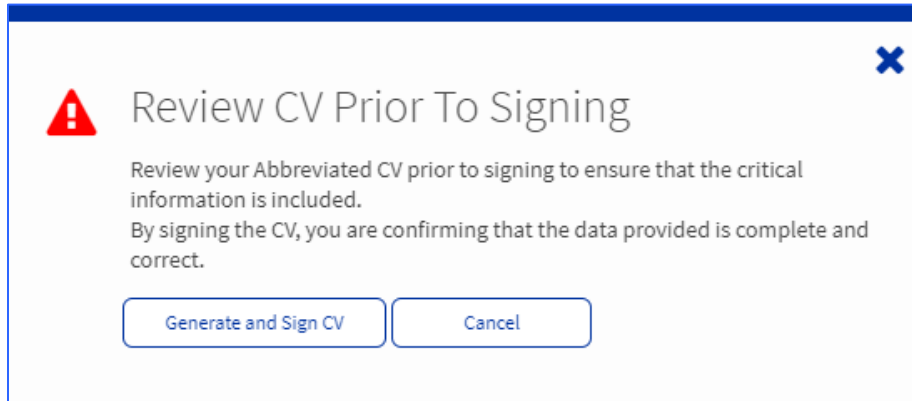 Review CV Prior To Signing
Review your Abbreviated CV prior to signing to ensure that the critical
information is included.
By signing the CV, you are confirming that the data provided is complete and
correct.
Generate and Sign CV
Cancel